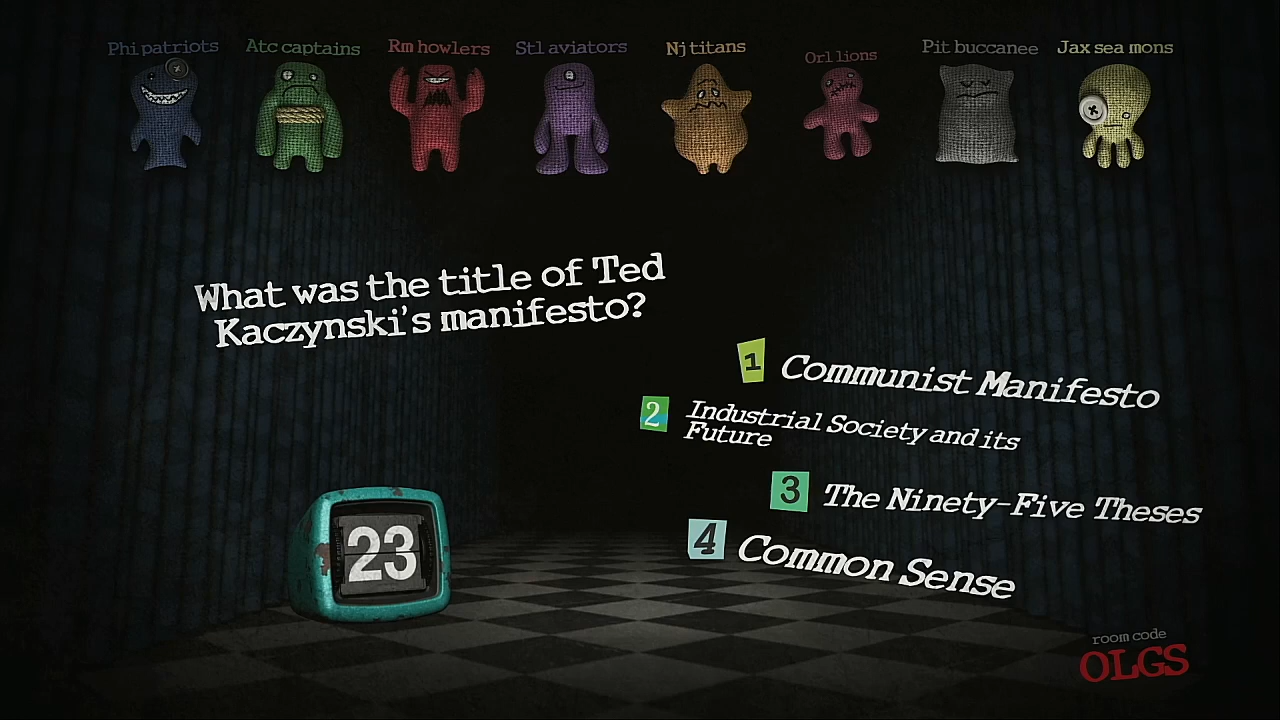 Phi patriots
Atc captains
Rm howlers
Stl aviators
Nj titans
Orl lions
Pit buccanee
Jax sea mons
What was the title of Ted
Kaczynski's manifesto?
1 Communist Manifesto
2 Industrial Society and its
Future
3 The Ninety-Five Theses
4 Common Sense
23
room code
OLGS